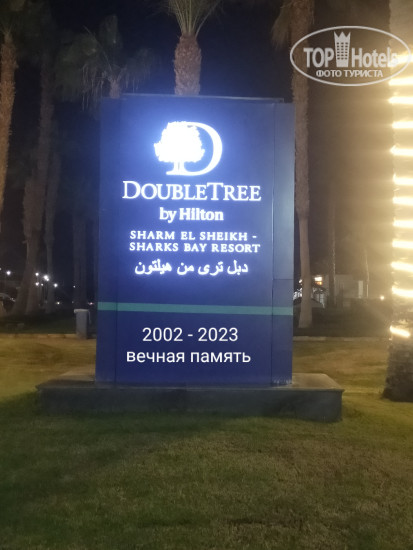 TOP Hotels
ФОТО ТУРИСТА
D
DOUBLETREE
by Hilton
SHARM EL SHEIKH -
SHARKS BAY RESORT
دبل تري من هيلتون
2002 - 2023
вечная память